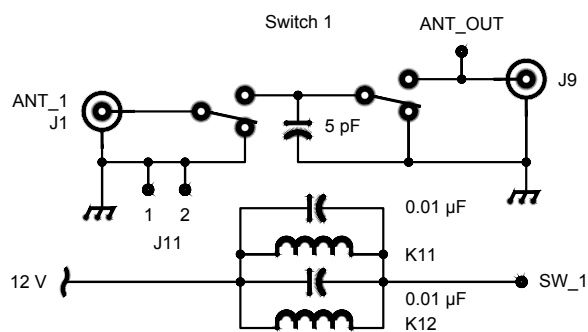 Switch 1
ANT_OUT
ANT_1
J1
J9
5 pF
1 2
J11
0.01 µF
K11
12 V
SW_1
0.01 µF
K12